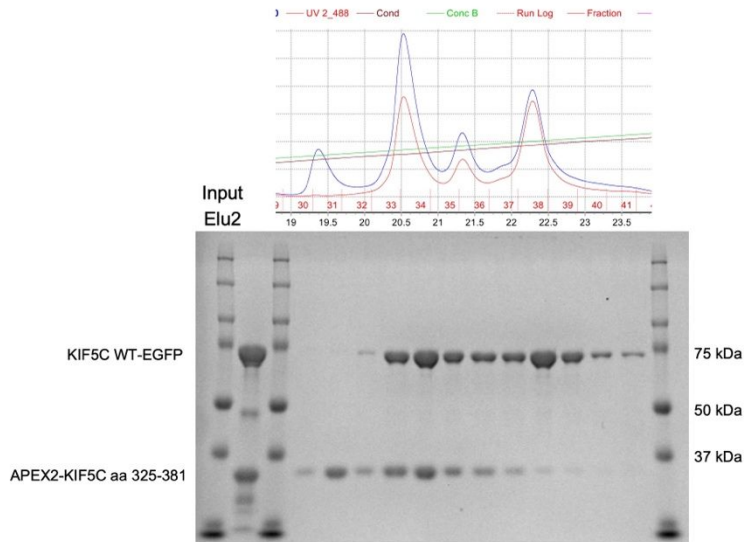 UV 2_488 Cond Conc B Run Log Fraction
30 31 32 33 34 35 36 37 38 39 40 41
19 19.5 20 20.5 21 21.5 22 22.5 23 23.5
Input
Elu2
KIF5C WT-EGFP
75 kDa
50 kDa
37 kDa
APEX2-KIF5C aa 325-381